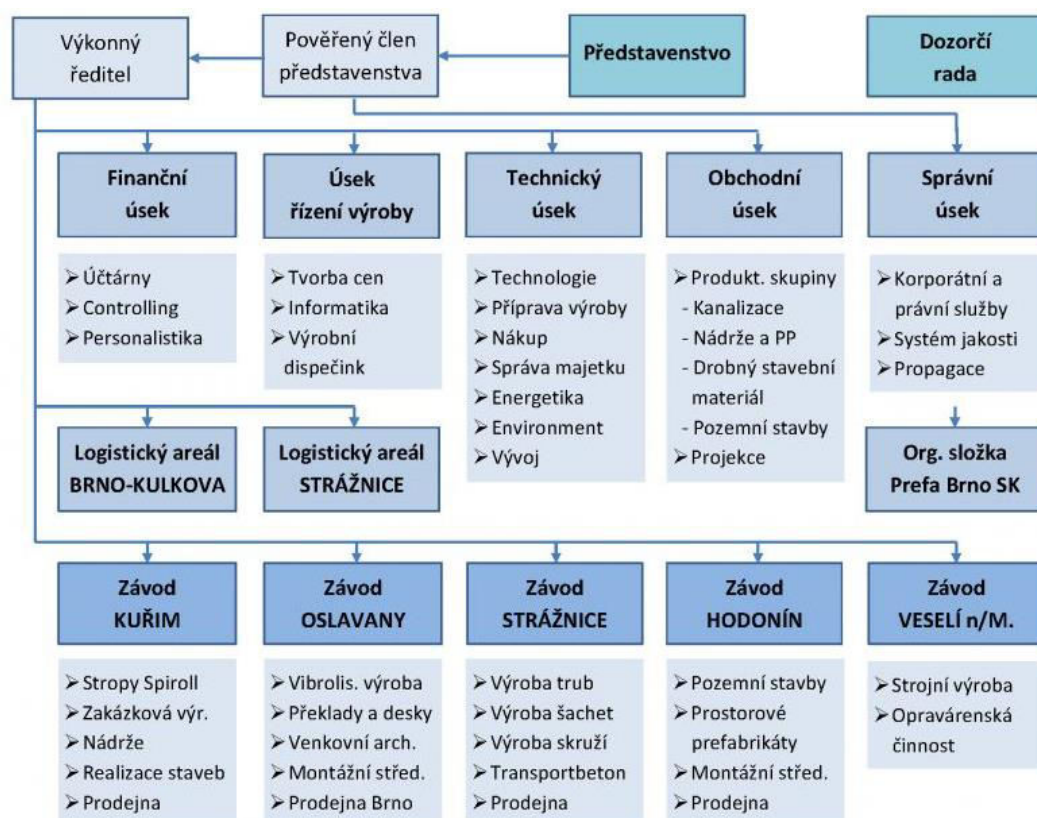 Výkonný
ředitel
Pověřený člen
představenstva
Představenstvo
Dozorčí
rada
Finanční
úsek
➤ Účtárny
➤ Controlling
➤ Personalistika
Úsek
řízení výroby
➤ Tvorba cen
➤ Informatika
➤ Výrobní
dispečink
Technický
úsek
➤ Technologie
➤ Příprava výroby
➤ Nákup
➤ Správa majetku
➤ Energetika
➤ Environment
➤ Vývoj
Obchodní
úsek
➤ Produkt. skupiny
- Kanalizace
- Nádrže a PP
- Drobný stavební
materiál
- Pozemní stavby
➤ Projekce
Správní
úsek
➤ Korporátní a
právní služby
➤ Systém jakosti
➤ Propagace
Logistický areál
BRNO-KULKOVA
Logistický areál
STRÁŽNICE
Org. složka
Prefa Brno SK
Závod
KUŘIM
➤ Stropy Spiroll
➤ Zakázková výr.
➤ Nádrže
➤ Realizace staveb
➤ Prodejna
Závod
OSLAVANY
➤ Vibrolis. výroba
➤ Překlady a desky
➤ Venkovní arch.
➤ Montážní střed.
➤ Prodejna Brno
Závod
STRÁŽNICE
➤ Výroba trub
➤ Výroba šachet
➤ Výroba skruží
➤ Transportbeton
➤ Prodejna
Závod
HODONÍN
➤ Pozemní stavby
➤ Prostorové
prefabrikáty
➤ Montážní střed.
➤ Prodejna
Závod
VESELÍ n/M.
➤ Strojní výroba
➤ Opravárenská
činnost